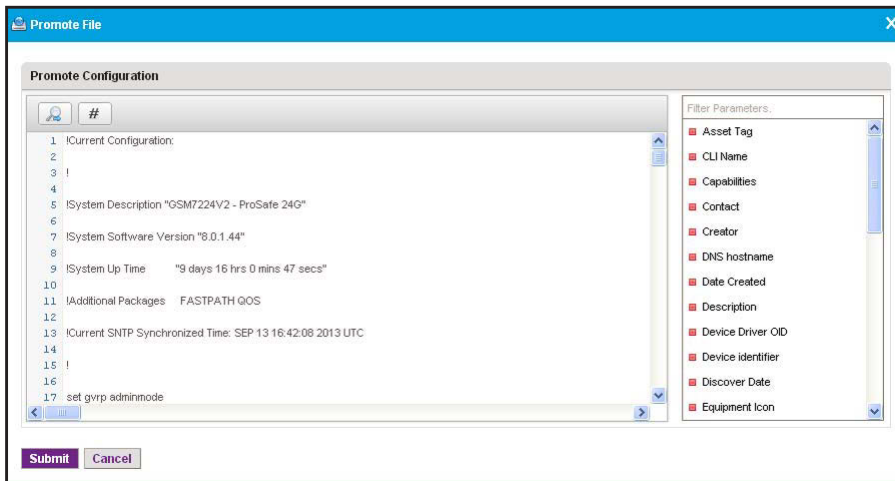 Promote File
X
Promote Configuration
#
Filter Parameters.
1 !Current Configuration:
2
3 !
4
5 !System Description "GSM7224V2 - ProSafe 24G"
6
7 !System Software Version "8.0.1.44"
8
9 !System Up Time "9 days 16 hrs 0 mins 47 secs"
10
11 !Additional Packages FASTPATH QOS
12
13 !Current SNTP Synchronized Time: SEP 13 16:42:08 2013 UTC
14
15 !
16
17 set gvrp adminmode
Asset Tag
CLI Name
Capabilities
Contact
Creator
DNS hostname
Date Created
Description
Device Driver OID
Device identifier
Discover Date
Equipment Icon
Submit
Cancel